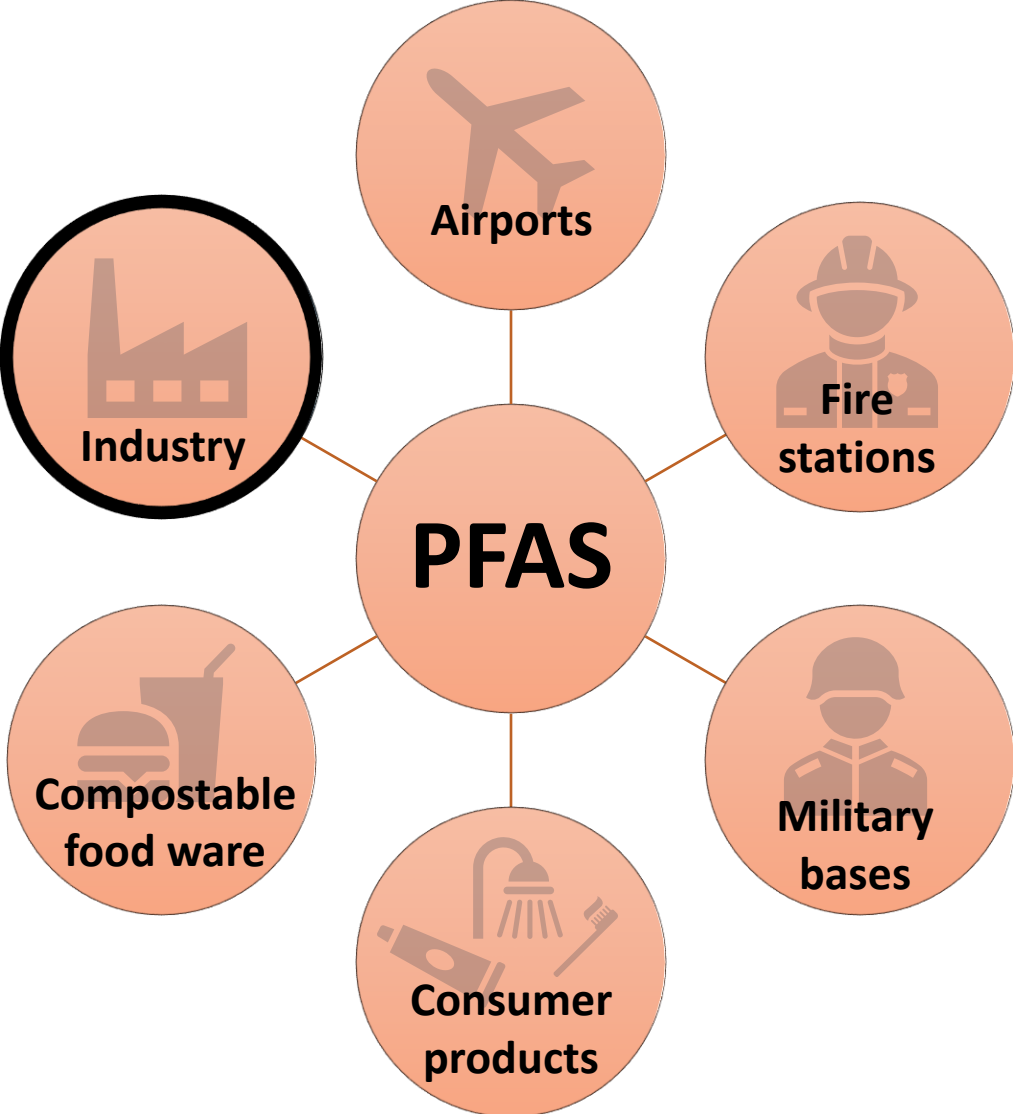 Airports
Fire
stations
Industry
PFAS
Compostable
food ware
Military
bases
Consumer
products